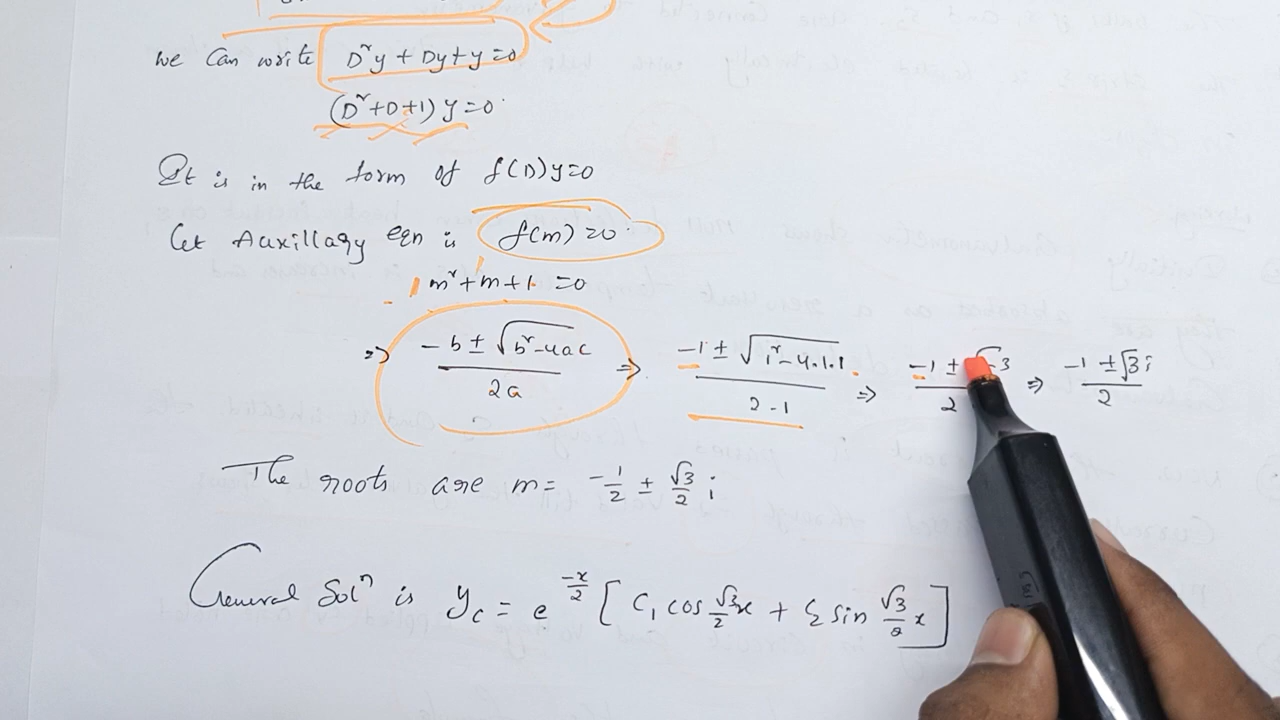 we can write D²y + Dy + y = 0
(D² + D + 1) y = 0
It is in the form of f(D) y = 0
Let Auxillary eqn is f(m) = 0
m² + m + 1 = 0
⇒ (-b ± √(b² - 4ac)) / 2a ⇒ (-1 ± √(1² - 4.1.1)) / 2.1 ⇒ (-1 ± √-3) / 2 ⇒ (-1 ± √3 i) / 2
The roots are m = -1/2 ± √3/2 i
General Solⁿ is y_c = e^(-x/2) [ C₁ cos √3/2 x + C₂ sin √3/2 x ]